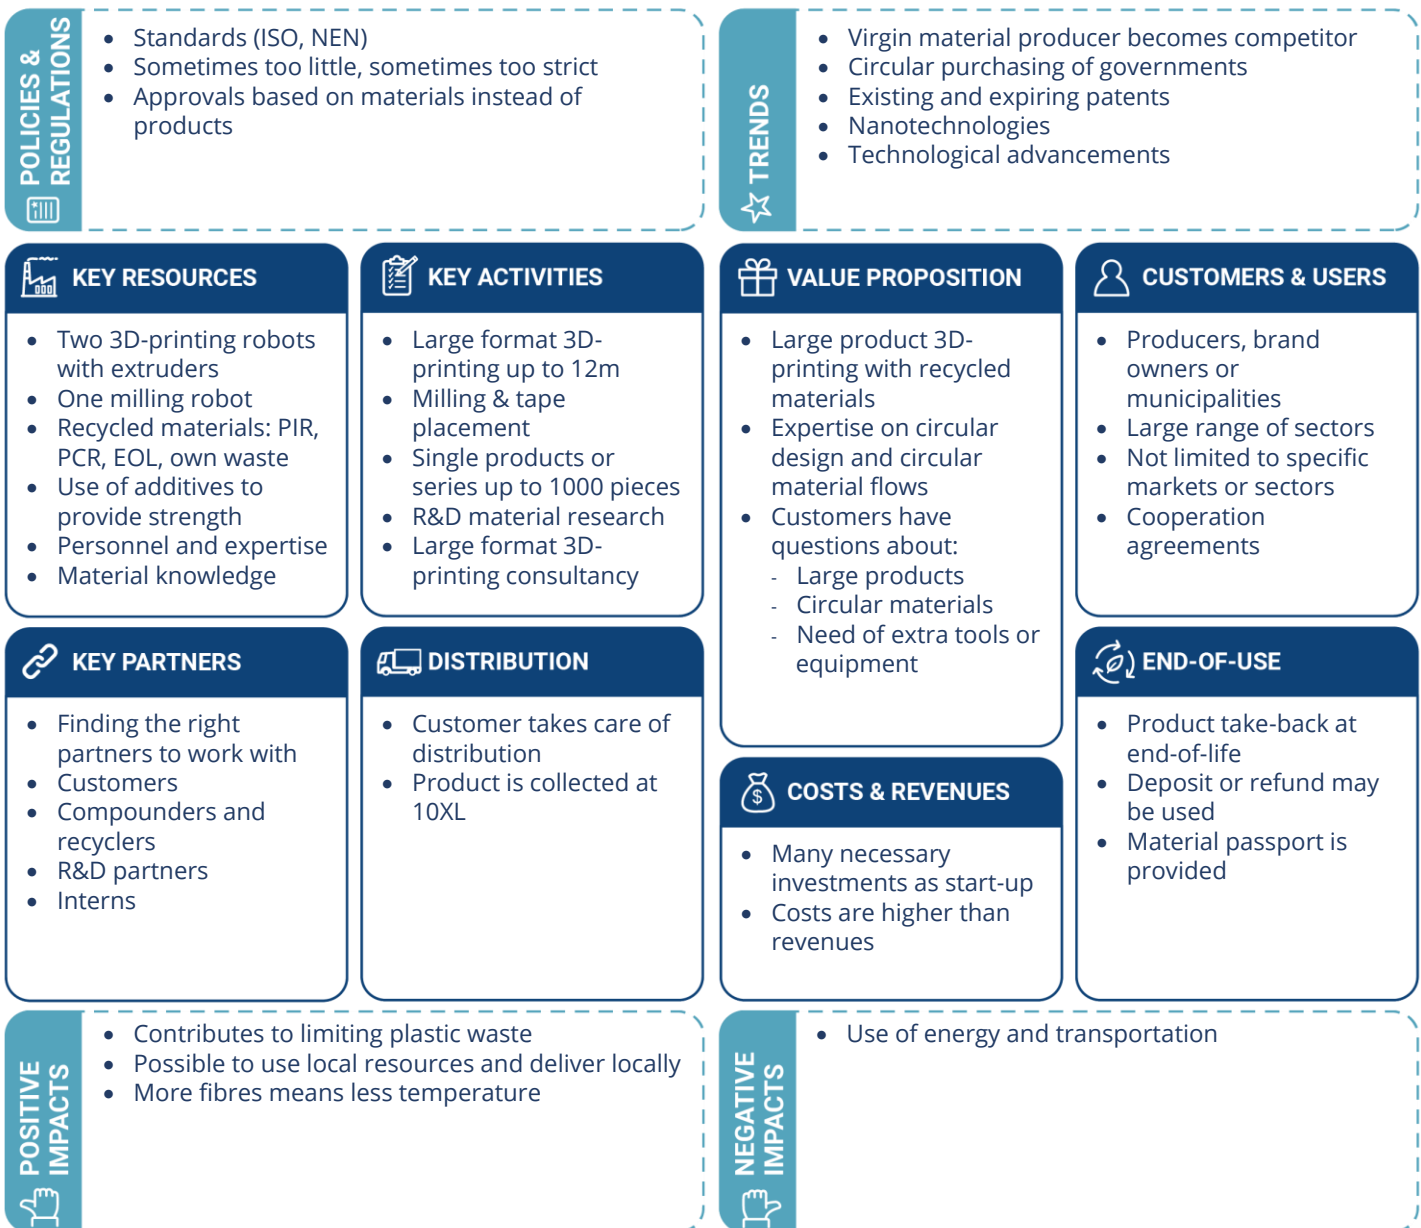 POLICIES &
REGULATIONS
• Standards (ISO, NEN)
• Sometimes too little, sometimes too strict
• Approvals based on materials instead of
products
TRENDS
• Virgin material producer becomes competitor
• Circular purchasing of governments
• Existing and expiring patents
• Nanotechnologies
• Technological advancements
KEY RESOURCES
• Two 3D-printing robots
with extruders
• One milling robot
• Recycled materials: PIR,
PCR, EOL, own waste
• Use of additives to
provide strength
• Personnel and expertise
• Material knowledge
KEY ACTIVITIES
• Large format 3D-
printing up to 12m
• Milling & tape
placement
• Single products or
series up to 1000 pieces
• R&D material research
• Large format 3D-
printing consultancy
VALUE PROPOSITION
• Large product 3D-
printing with recycled
materials
• Expertise on circular
design and circular
material flows
• Customers have
questions about:
- Large products
- Circular materials
- Need of extra tools or
equipment
CUSTOMERS & USERS
• Producers, brand
owners or
municipalities
• Large range of sectors
• Not limited to specific
markets or sectors
• Cooperation
agreements
KEY PARTNERS
• Finding the right
partners to work with
• Customers
• Compounders and
recyclers
• R&D partners
• Interns
DISTRIBUTION
• Customer takes care of
distribution
• Product is collected at
10XL
COSTS & REVENUES
$
• Many necessary
investments as start-up
• Costs are higher than
revenues
END-OF-USE
• Product take-back at
end-of-life
• Deposit or refund may
be used
• Material passport is
provided
POSITIVE
IMPACTS
• Contributes to limiting plastic waste
• Possible to use local resources and deliver locally
• More fibres means less temperature
NEGATIVE
IMPACTS
• Use of energy and transportation